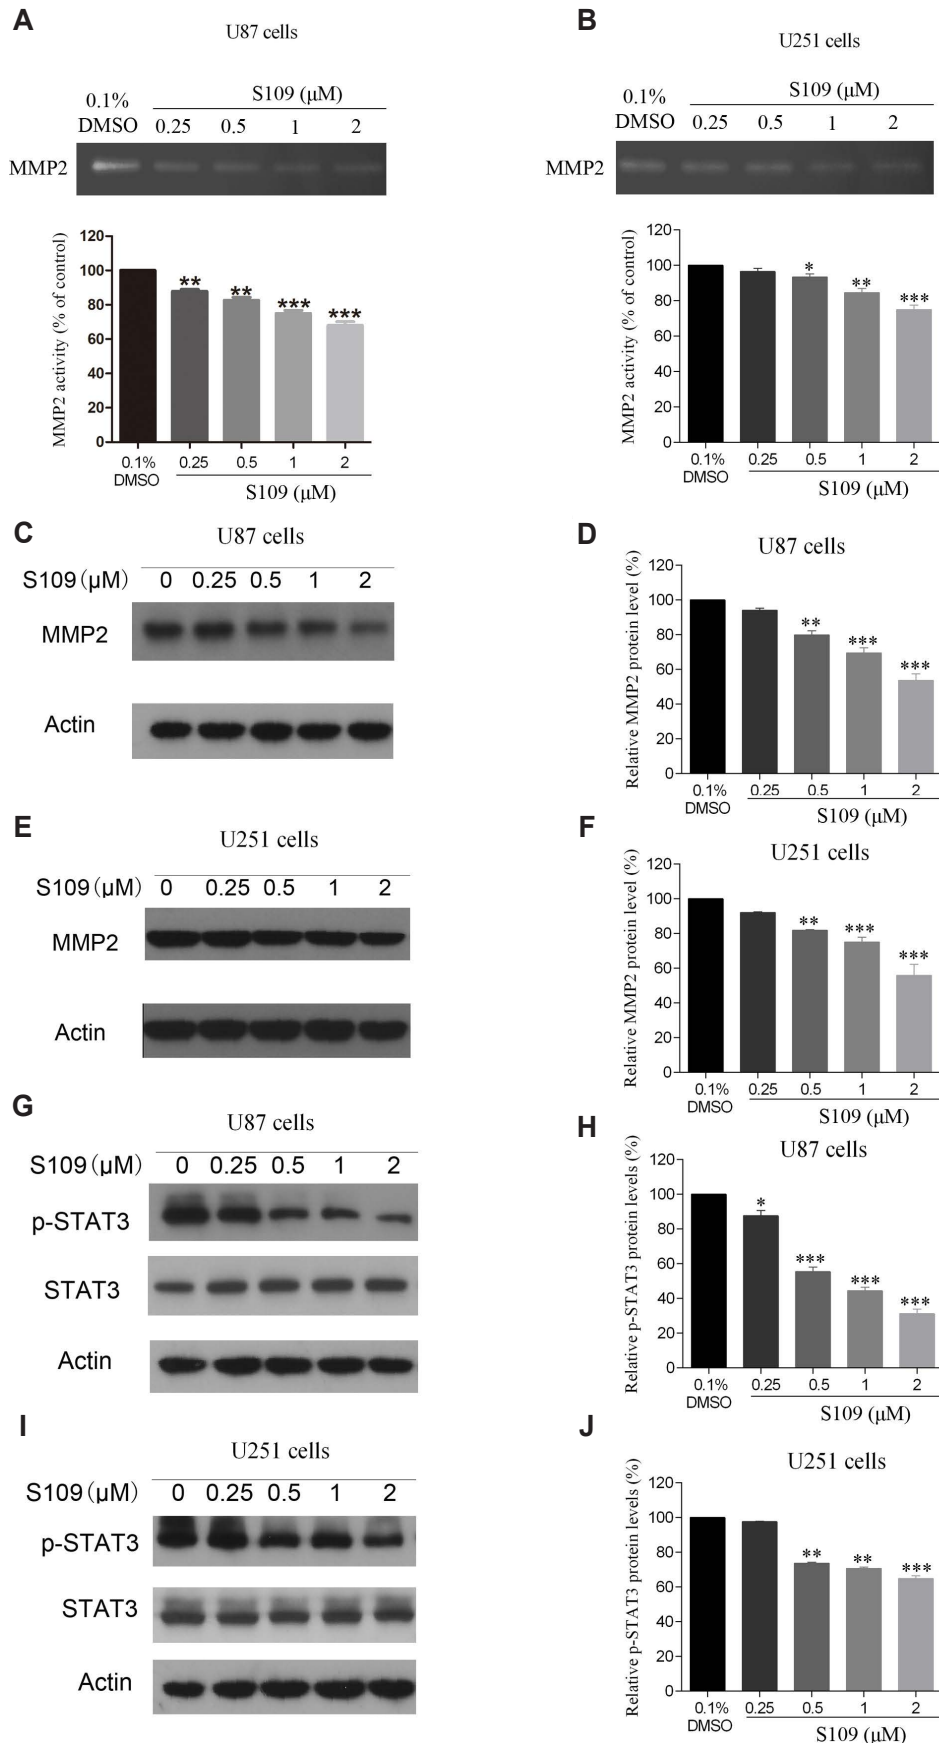 A
U87 cells
0.1%
DMSO
S109 (μM)
0.25 0.5 1 2
MMP2
MMP2 activity (% of control)
120
100
80
60
40
20
0
** ** *** ***
0.1%
DMSO
0.25 0.5 1 2
S109 (μM)
B
U251 cells
0.1%
DMSO
S109 (μM)
0.25 0.5 1 2
MMP2
MMP2 activity (% of control)
120
100
80
60
40
20
0
* ** ***
0.1%
DMSO
0.25 0.5 1 2
S109 (μM)
C
U87 cells
S109(μM) 0 0.25 0.5 1 2
MMP2
Actin
D
U87 cells
Relative MMP2 protein level (%)
120
100
80
60
40
20
0
** *** ***
0.1%
DMSO
0.25 0.5 1 2
S109 (μM)
E
U251 cells
S109(μM) 0 0.25 0.5 1 2
MMP2
Actin
F
U251 cells
Relative MMP2 protein level (%)
120
100
80
60
40
20
0
** *** ***
0.1%
DMSO
0.25 0.5 1 2
S109 (μM)
G
U87 cells
S109(μM) 0 0.25 0.5 1 2
p-STAT3
STAT3
Actin
H
U87 cells
Relative p-STAT3 protein levels (%)
120
100
80
60
40
20
0
* *** *** ***
0.1%
DMSO
0.25 0.5 1 2
S109 (μM)
I
U251 cells
S109(μM) 0 0.25 0.5 1 2
p-STAT3
STAT3
Actin
J
U251 cells
Relative p-STAT3 protein levels (%)
120
100
80
60
40
20
0
** ** ***
0.1%
DMSO
0.25 0.5 1 2
S109 (μM)